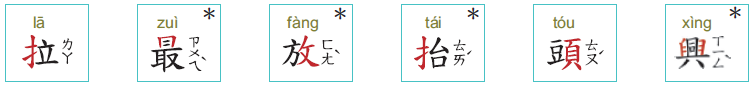 lā zuì * fàng * tái * tóu xìng *
拉 ㄌㄚ 最 ㄗㄨㄟˋ 放 ㄈㄤˋ 抬 ㄊㄞˊ 頭 ㄊㄡˊ 興 ㄒㄧㄥˋ